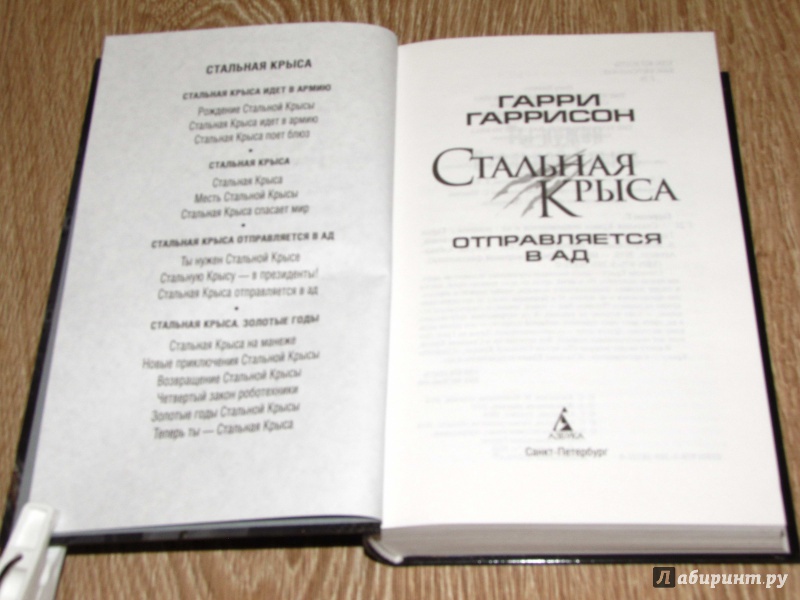 СТАЛЬНАЯ КРЫСА
СТАЛЬНАЯ КРЫСА ИДЕТ В АРМИЮ
Рождение Стальной Крысы
Стальная Крыса идет в армию
Стальная Крыса поет блюз
•
СТАЛЬНАЯ КРЫСА
Стальная Крыса
Месть Стальной Крысы
Стальная Крыса спасает мир
•
СТАЛЬНАЯ КРЫСА ОТПРАВЛЯЕТСЯ В АД
Ты нужен Стальной Крысе
Стальную Крысу — в президенты!
Стальная Крыса отправляется в ад
•
СТАЛЬНАЯ КРЫСА. ЗОЛОТЫЕ ГОДЫ
Стальная Крыса на манеже
Новые приключения Стальной Крысы
Возвращение Стальной Крысы
Четвертый закон роботехники
Золотые годы Стальной Крысы
Теперь ты — Стальная Крыса
ГАРРИ
ГАРРИСОН
СТАЛЬНАЯ
КРЫСА
ОТПРАВЛЯЕТСЯ
В АД
АЗБУКА
Санкт-Петербург
Лабиринт.ру